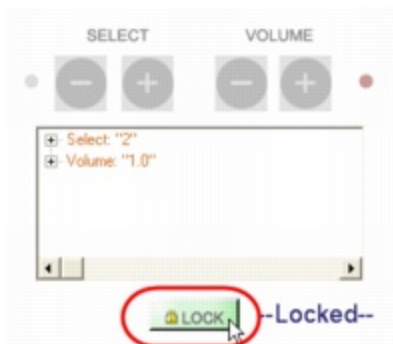 SELECT VOLUME
Select: "2"
Volume: "1.0"
LOCK --Locked--